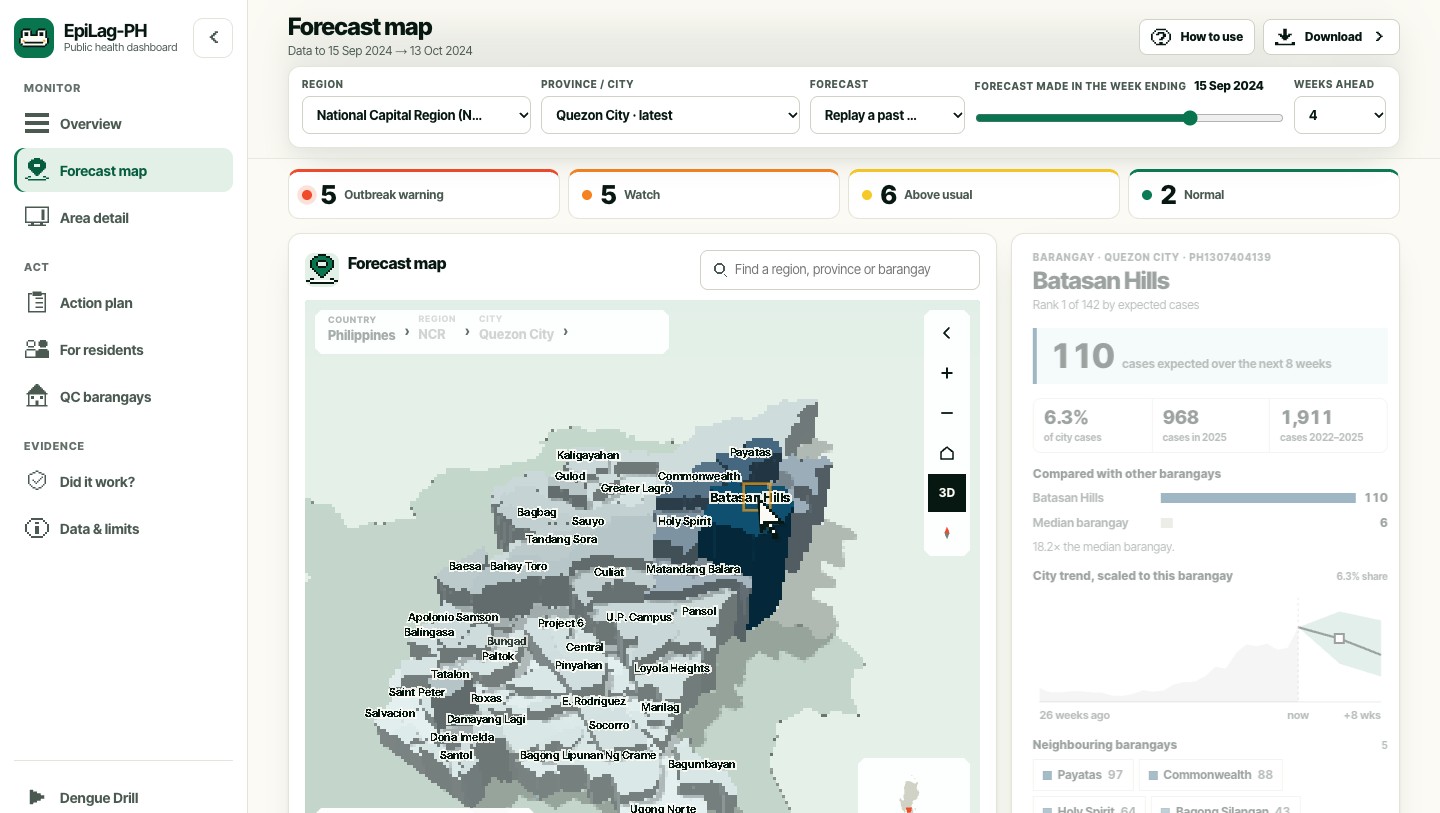 EpiLag-PH
Public health dashboard
MONITOR
Overview
Forecast map
Area detail
ACT
Action plan
For residents
QC barangays
EVIDENCE
Did it work?
Data & limits
Dengue Drill
Forecast map
Data to 15 Sep 2024 → 13 Oct 2024
How to use
Download
REGION
National Capital Region (N...
PROVINCE / CITY
Quezon City · latest
FORECAST
Replay a past ...
FORECAST MADE IN THE WEEK ENDING 15 Sep 2024
WEEKS AHEAD
4
5 Outbreak warning
5 Watch
6 Above usual
2 Normal
Forecast map
Find a region, province or barangay
COUNTRY
Philippines
REGION
NCR
CITY
Quezon City
3D
Payatas
Kaligayahan
Gulod
Commonwealth
Greater Lagro
Batasan Hills
Bagbag
Sauyo
Holy Spirit
Tandang Sora
Baesa
Bahay Toro
Culiat
Matandang Balara
Apolonio Samson
Project 6
U.P. Campus
Pansol
Balingasa
Bungad
Central
Paltok
Pinyahan
Loyola Heights
Tatalon
Saint Peter
Roxas
E. Rodriguez
Marilag
Salvacion
Damayang Lagi
Socorro
Doña Imelda
Santol
Bagong Lipunan Ng Crame
Bagumbayan
Ugong Norte
BARANGAY · QUEZON CITY · PH1307404139
Batasan Hills
Rank 1 of 142 by expected cases
110 cases expected over the next 8 weeks
6.3%
of city cases
968
cases in 2025
1,911
cases 2022–2025
Compared with other barangays
Batasan Hills 110
Median barangay 6
18.2× the median barangay.
City trend, scaled to this barangay 6.3% share
26 weeks ago now +8 wks
Neighbouring barangays 5
Payatas 97
Commonwealth 88
Holy Spirit 64
Bagong Silangan 43